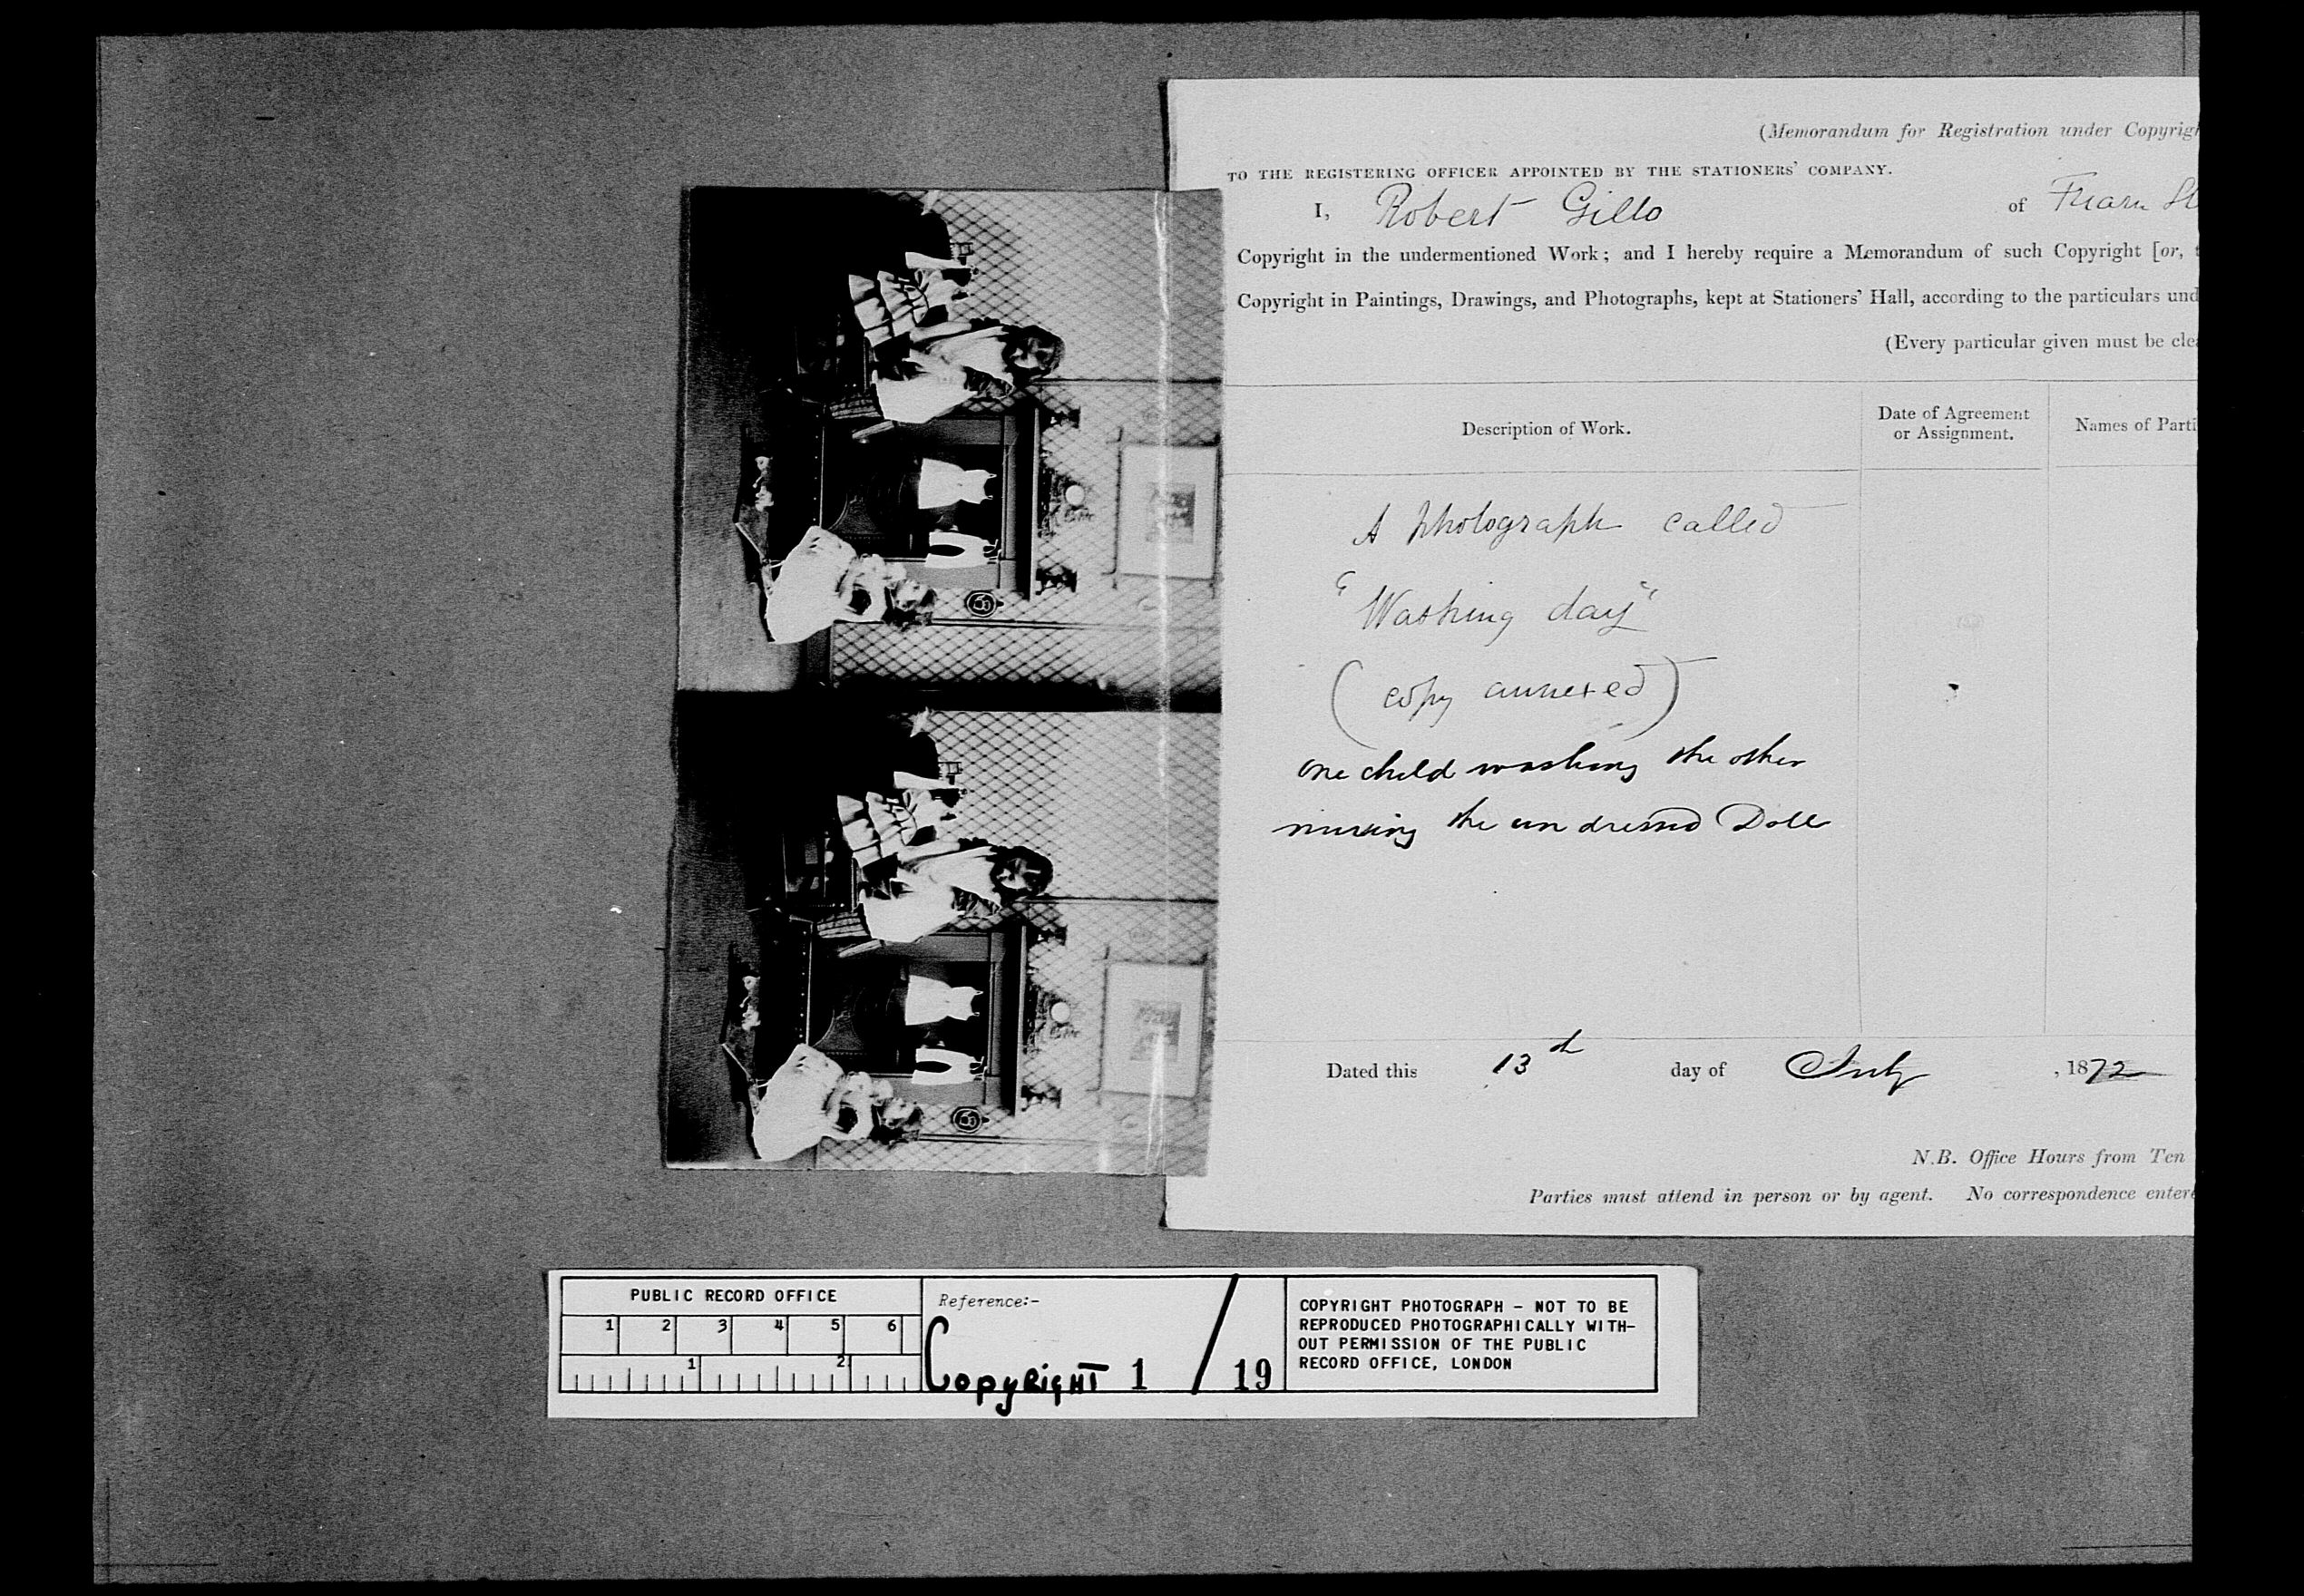 (Memorandum for Registration under Copyrigh
TO THE REGISTERING OFFICER APPOINTED BY THE STATIONERS' COMPANY.
I, Robert Gillo of
Copyright in the undermentioned Work; and I hereby require a Memorandum of such Copyright [or, t
Copyright in Paintings, Drawings, and Photographs, kept at Stationers' Hall, according to the particulars und
(Every particular given must be clea
Description of Work.
Date of Agreement
or Assignment.
Names of Parti
A photograph called
"Washing day"
(copy annexed)
one child washing the other
nursing the undressed Doll
Dated this 13th day of July, 1872
N.B. Office Hours from Ten
Parties must attend in person or by agent. No correspondence entere
PUBLIC RECORD OFFICE
1 2 3 4 5 6
1 2
Reference:-
COPYRIGHT 1 / 19
COPYRIGHT PHOTOGRAPH - NOT TO BE
REPRODUCED PHOTOGRAPHICALLY WITH-
OUT PERMISSION OF THE PUBLIC
RECORD OFFICE, LONDON